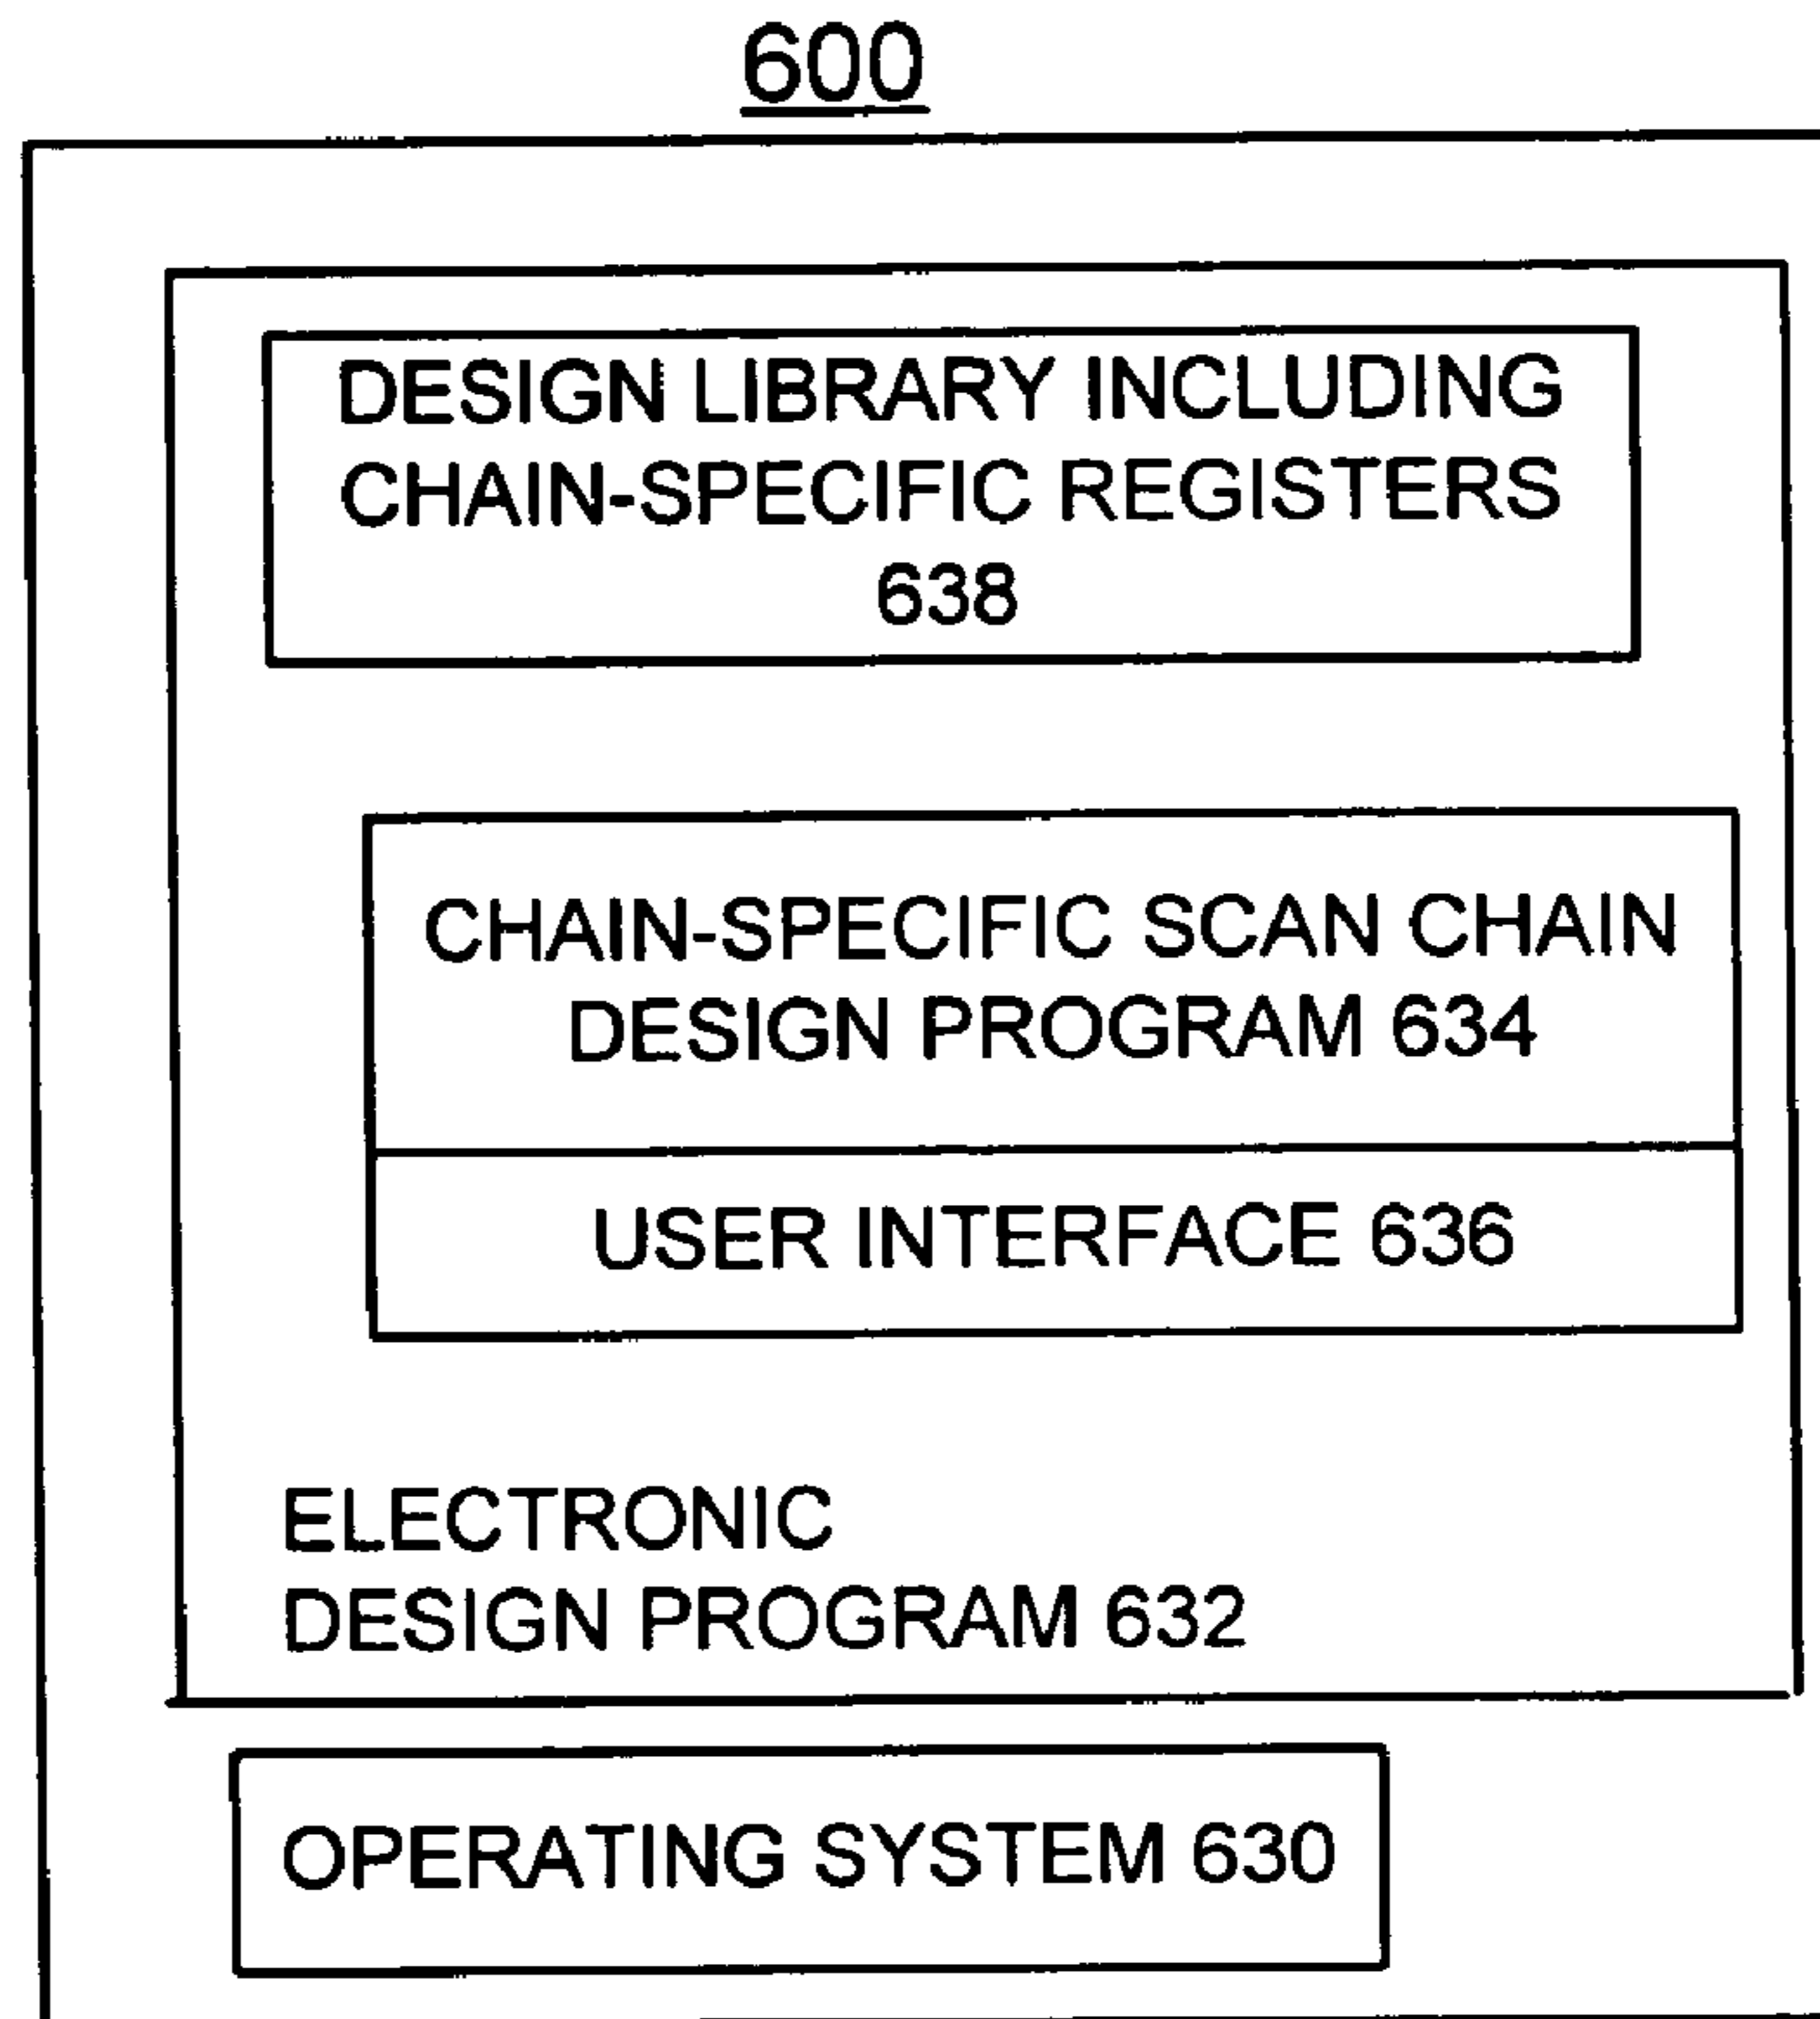 600
DESIGN LIBRARY INCLUDING
CHAIN-SPECIFIC REGISTERS
638
CHAIN-SPECIFIC SCAN CHAIN
DESIGN PROGRAM 634
USER INTERFACE 636
ELECTRONIC
DESIGN PROGRAM 632
OPERATING SYSTEM 630